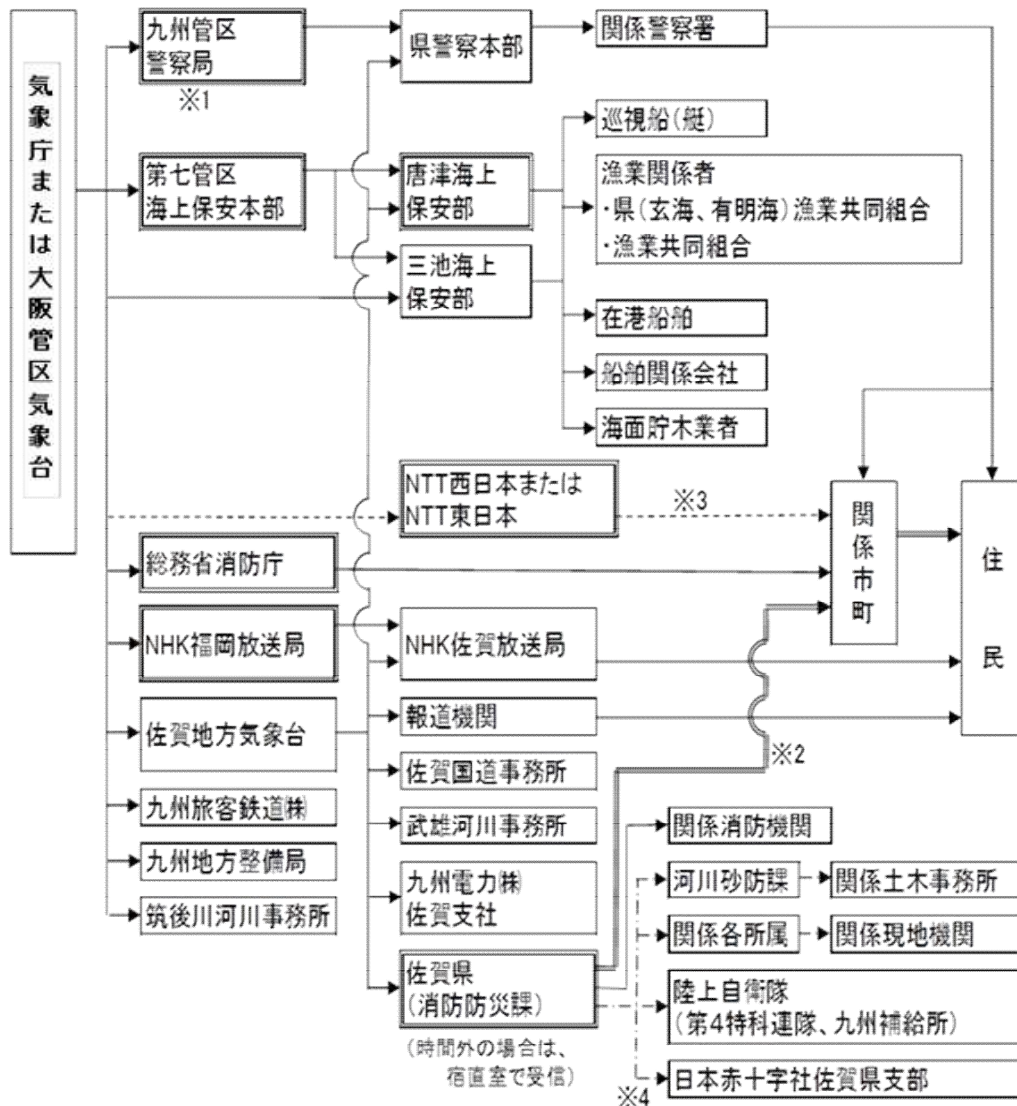 気象庁または大阪管区気象台
九州管区
警察局
※1
県警察本部
関係警察署
第七管区
海上保安本部
唐津海上
保安部
三池海上
保安部
巡視船(艇)
漁業関係者
・県(玄海、有明海)漁業共同組合
・漁業共同組合
在港船舶
船舶関係会社
海面貯木業者
NTT西日本または
NTT東日本
※3
関係市町
住民
総務省消防庁
NHK福岡放送局
NHK佐賀放送局
佐賀地方気象台
報道機関
※2
佐賀国道事務所
九州旅客鉄道㈱
武雄河川事務所
関係消防機関
九州地方整備局
九州電力㈱
佐賀支社
河川砂防課
関係土木事務所
筑後川河川事務所
関係各所属
関係現地機関
佐賀県
(消防防災課)
陸上自衛隊
(第4特科連隊、九州補給所)
(時間外の場合は、
宿直室で受信)
※4
日本赤十字社佐賀県支部